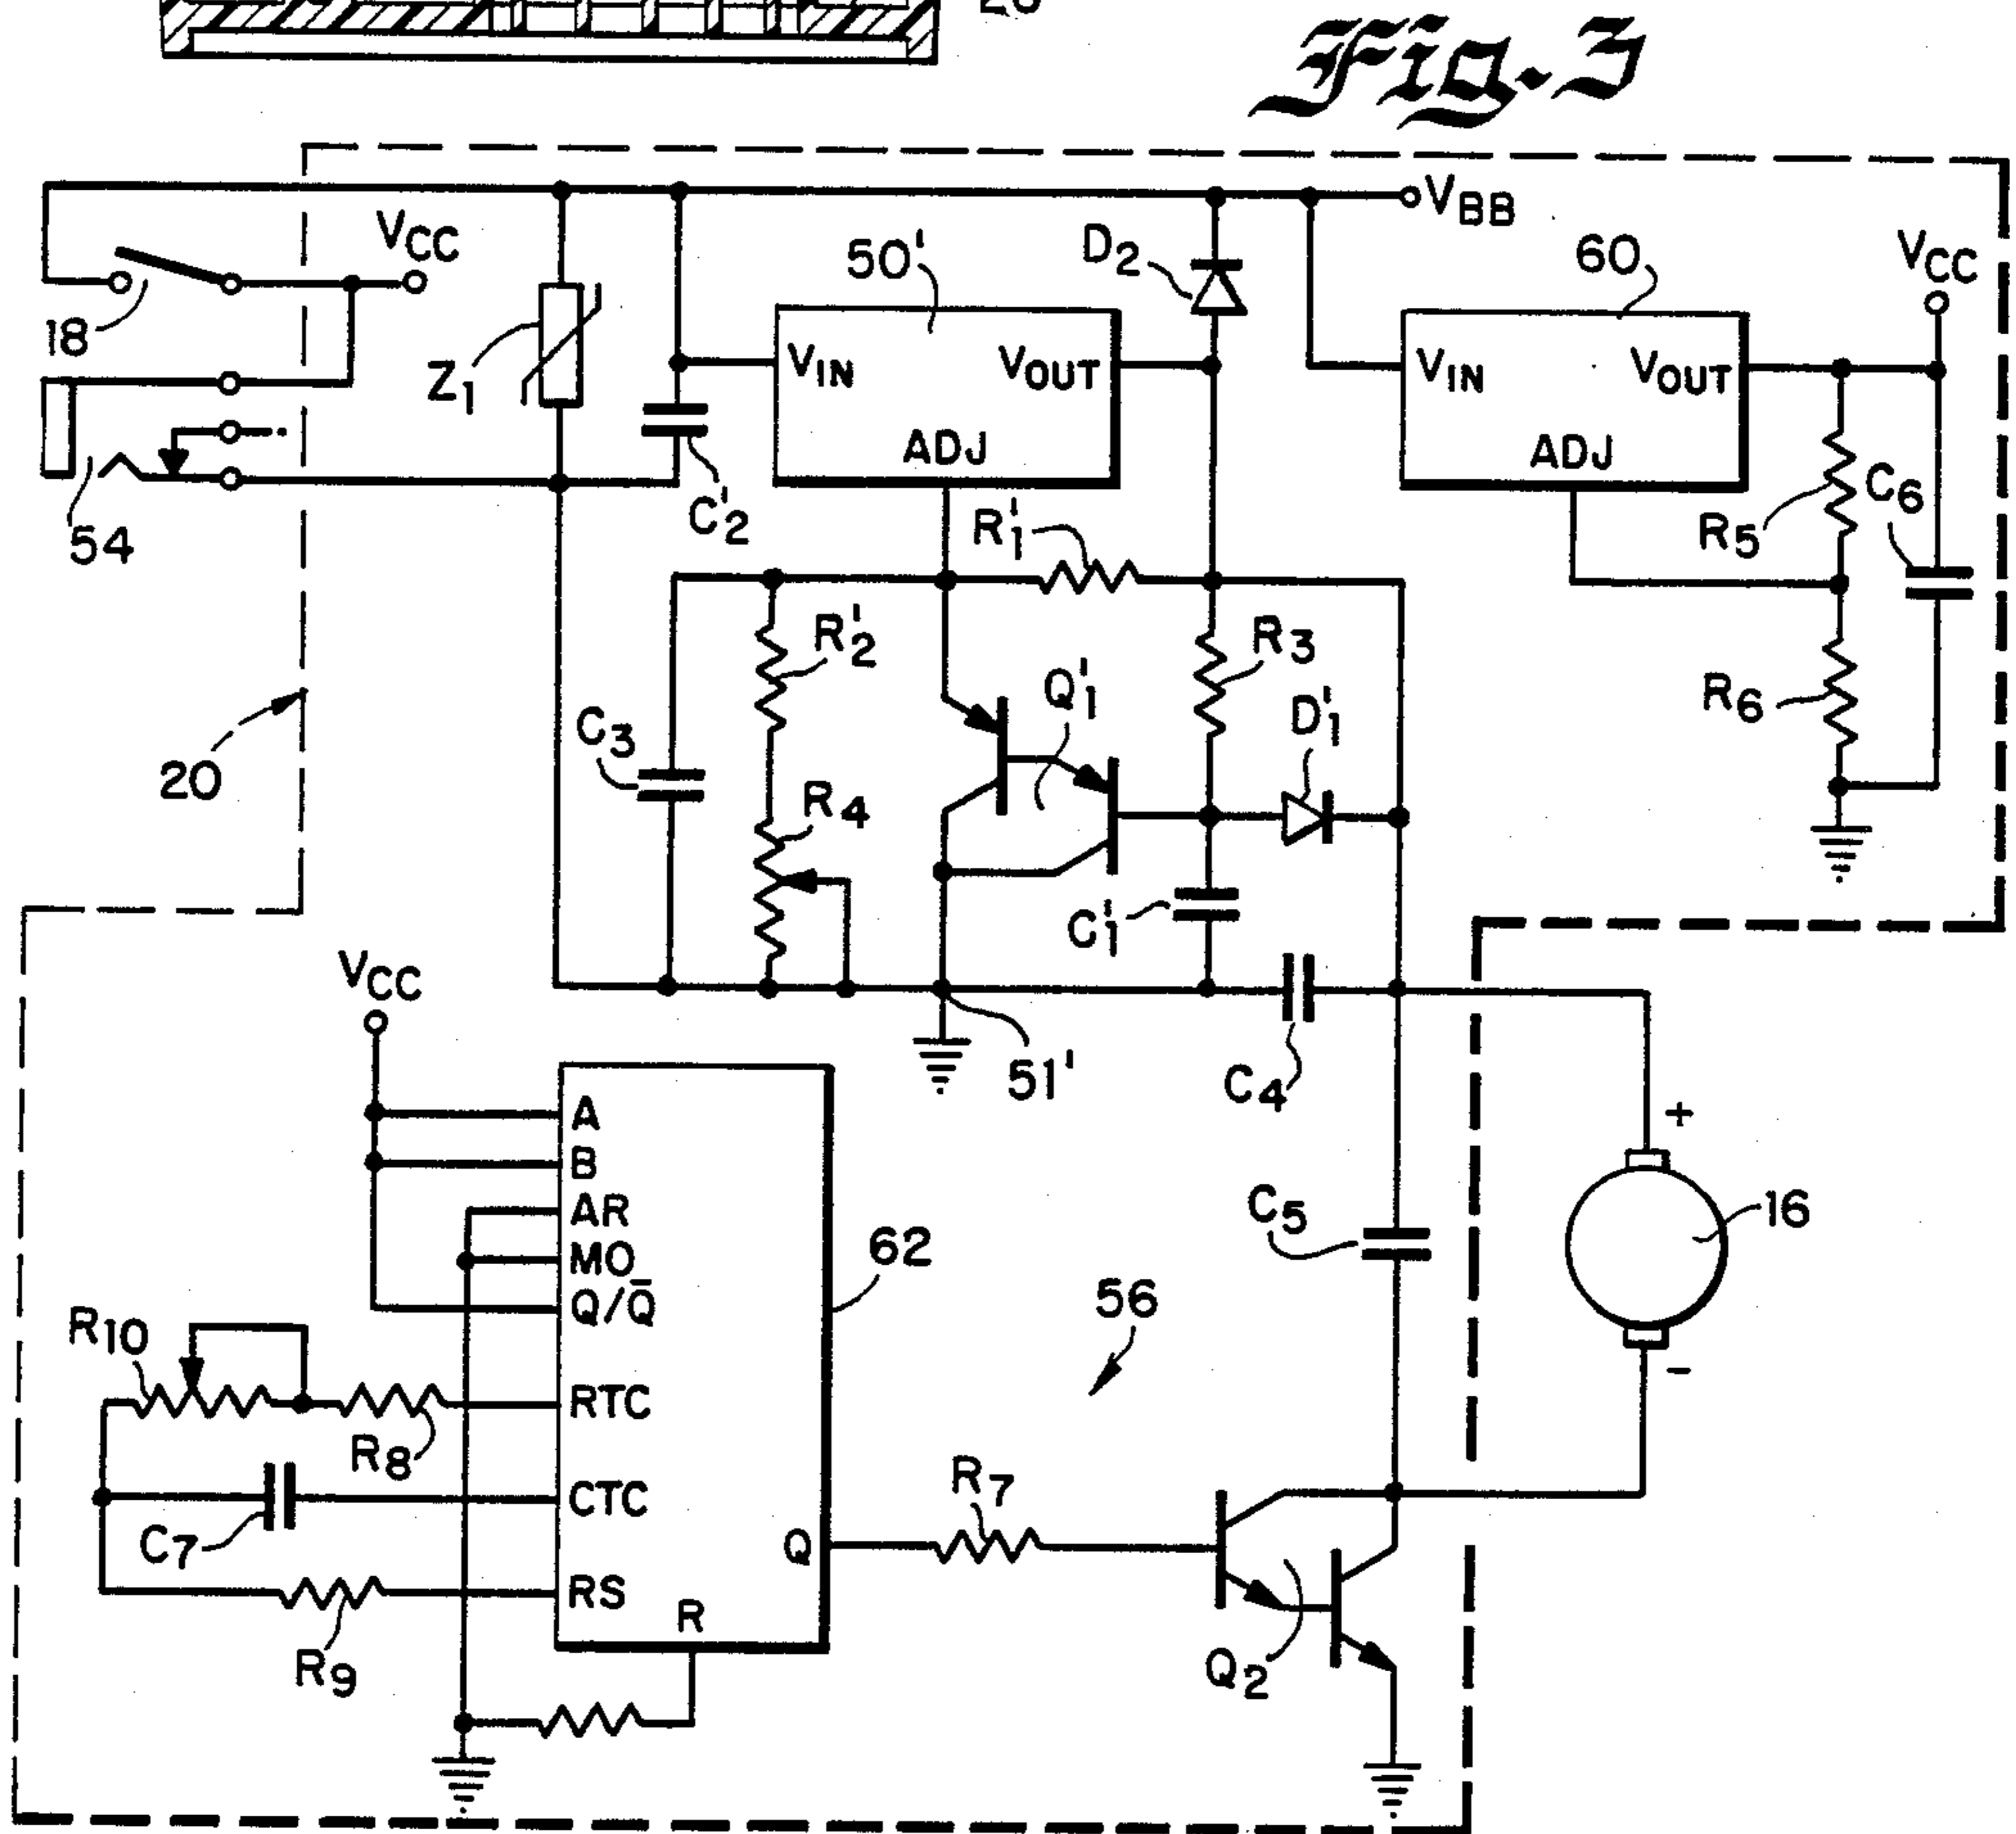 Fig. 3
VBB
VCC
18
Z1
50'
D2
60
VCC
VIN
VOUT
ADJ
VIN
VOUT
ADJ
C'2
54
R'1
R5
C6
R'2
Q'1
R3
D'1
R6
C3
20
R4
C'1
VCC
51'
C4
A
B
AR
MO
Q/Q̄
62
+
C5
16
56
-
R10
RTC
R8
CTC
C7
Q
R7
RS
R
R9
Q2